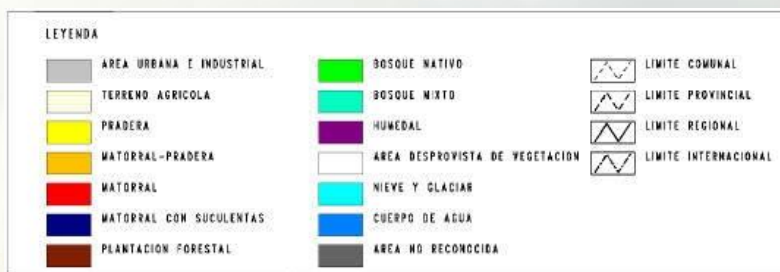 LEYENDA
AREA URBANA E INDUSTRIAL
TERRENO AGRICOLA
PRADERA
MATORRAL-PRADERA
MATORRAL
MATORRAL CON SUCULENTAS
PLANTACION FORESTAL
BOSQUE NATIVO
BOSQUE MIXTO
HUMEDAL
AREA DESPROVISTA DE VEGETACION
NIEVE Y GLACIAR
CUERPO DE AGUA
AREA NO RECONOCIDA
LIMITE COMUNAL
LIMITE PROVINCIAL
LIMITE REGIONAL
LIMITE INTERNACIONAL